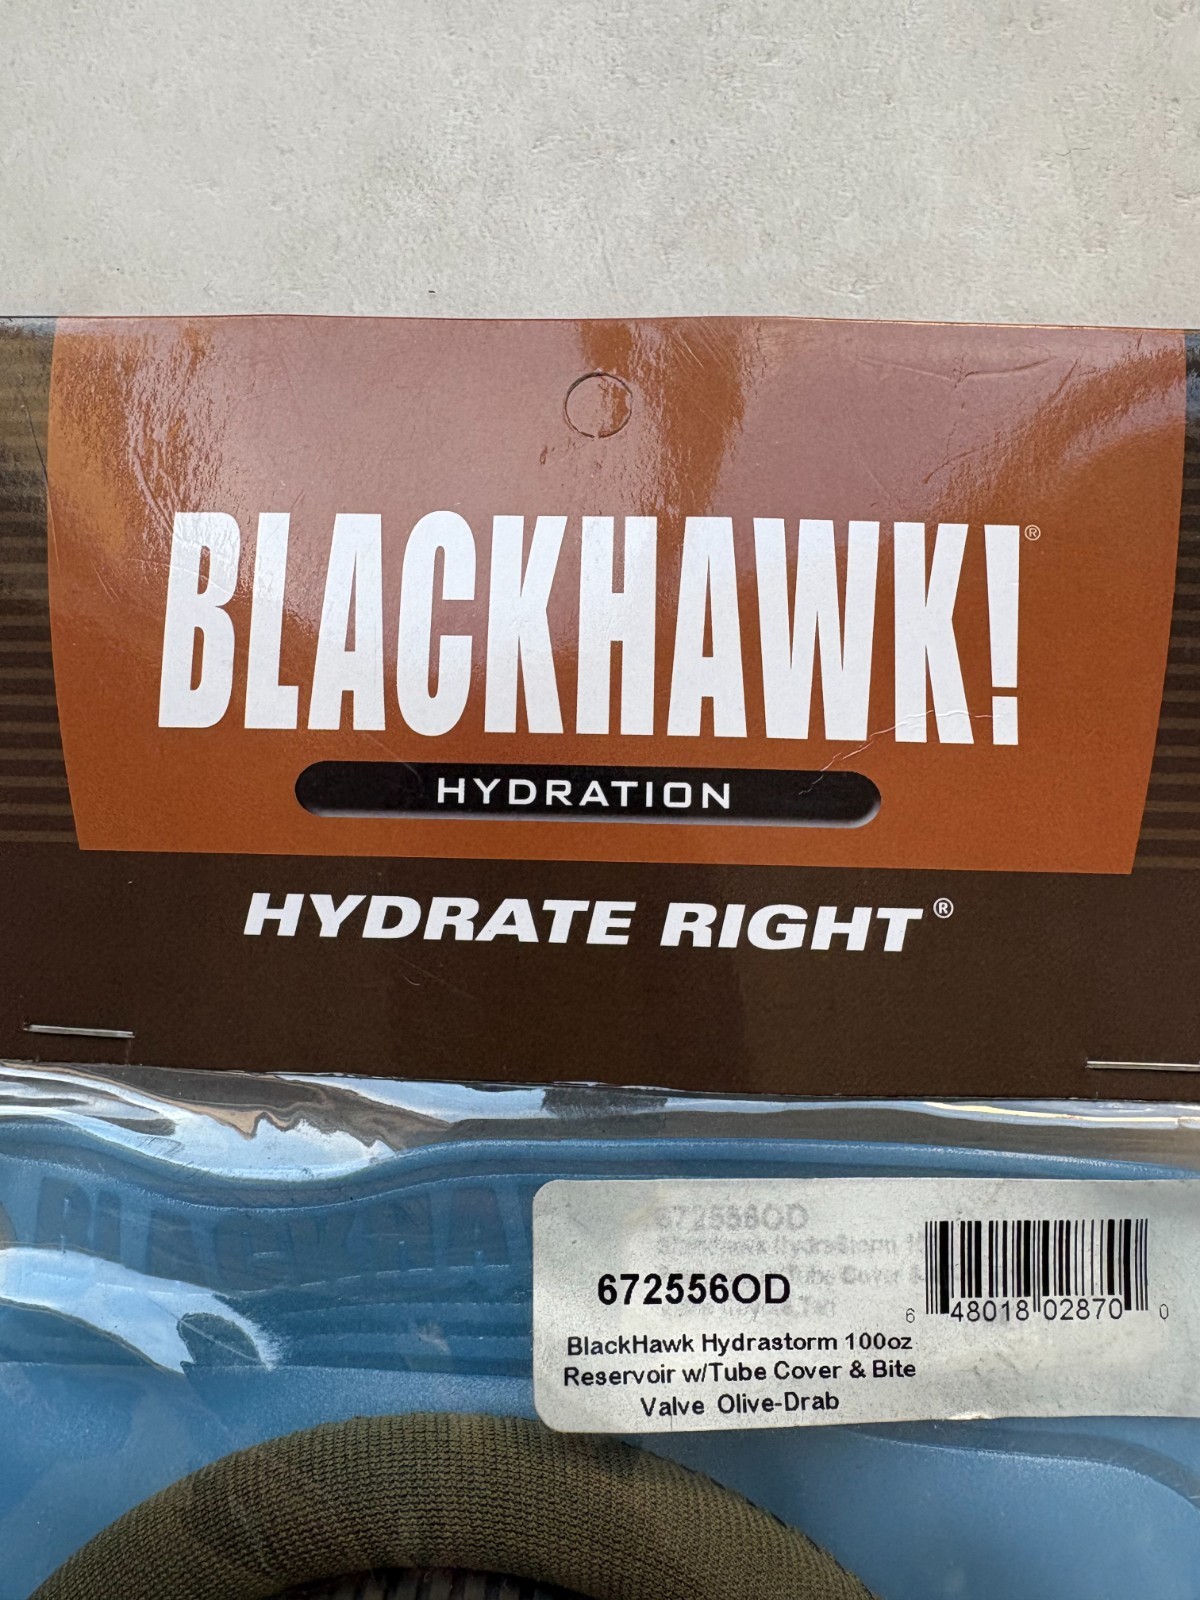 BLACKHAWK!®
HYDRATION
HYDRATE RIGHT®
672556OD
BlackHawk Hydrastorm 100oz
Reservoir w/Tube Cover & Bite
Valve Olive-Drab
6 48018 02870 0